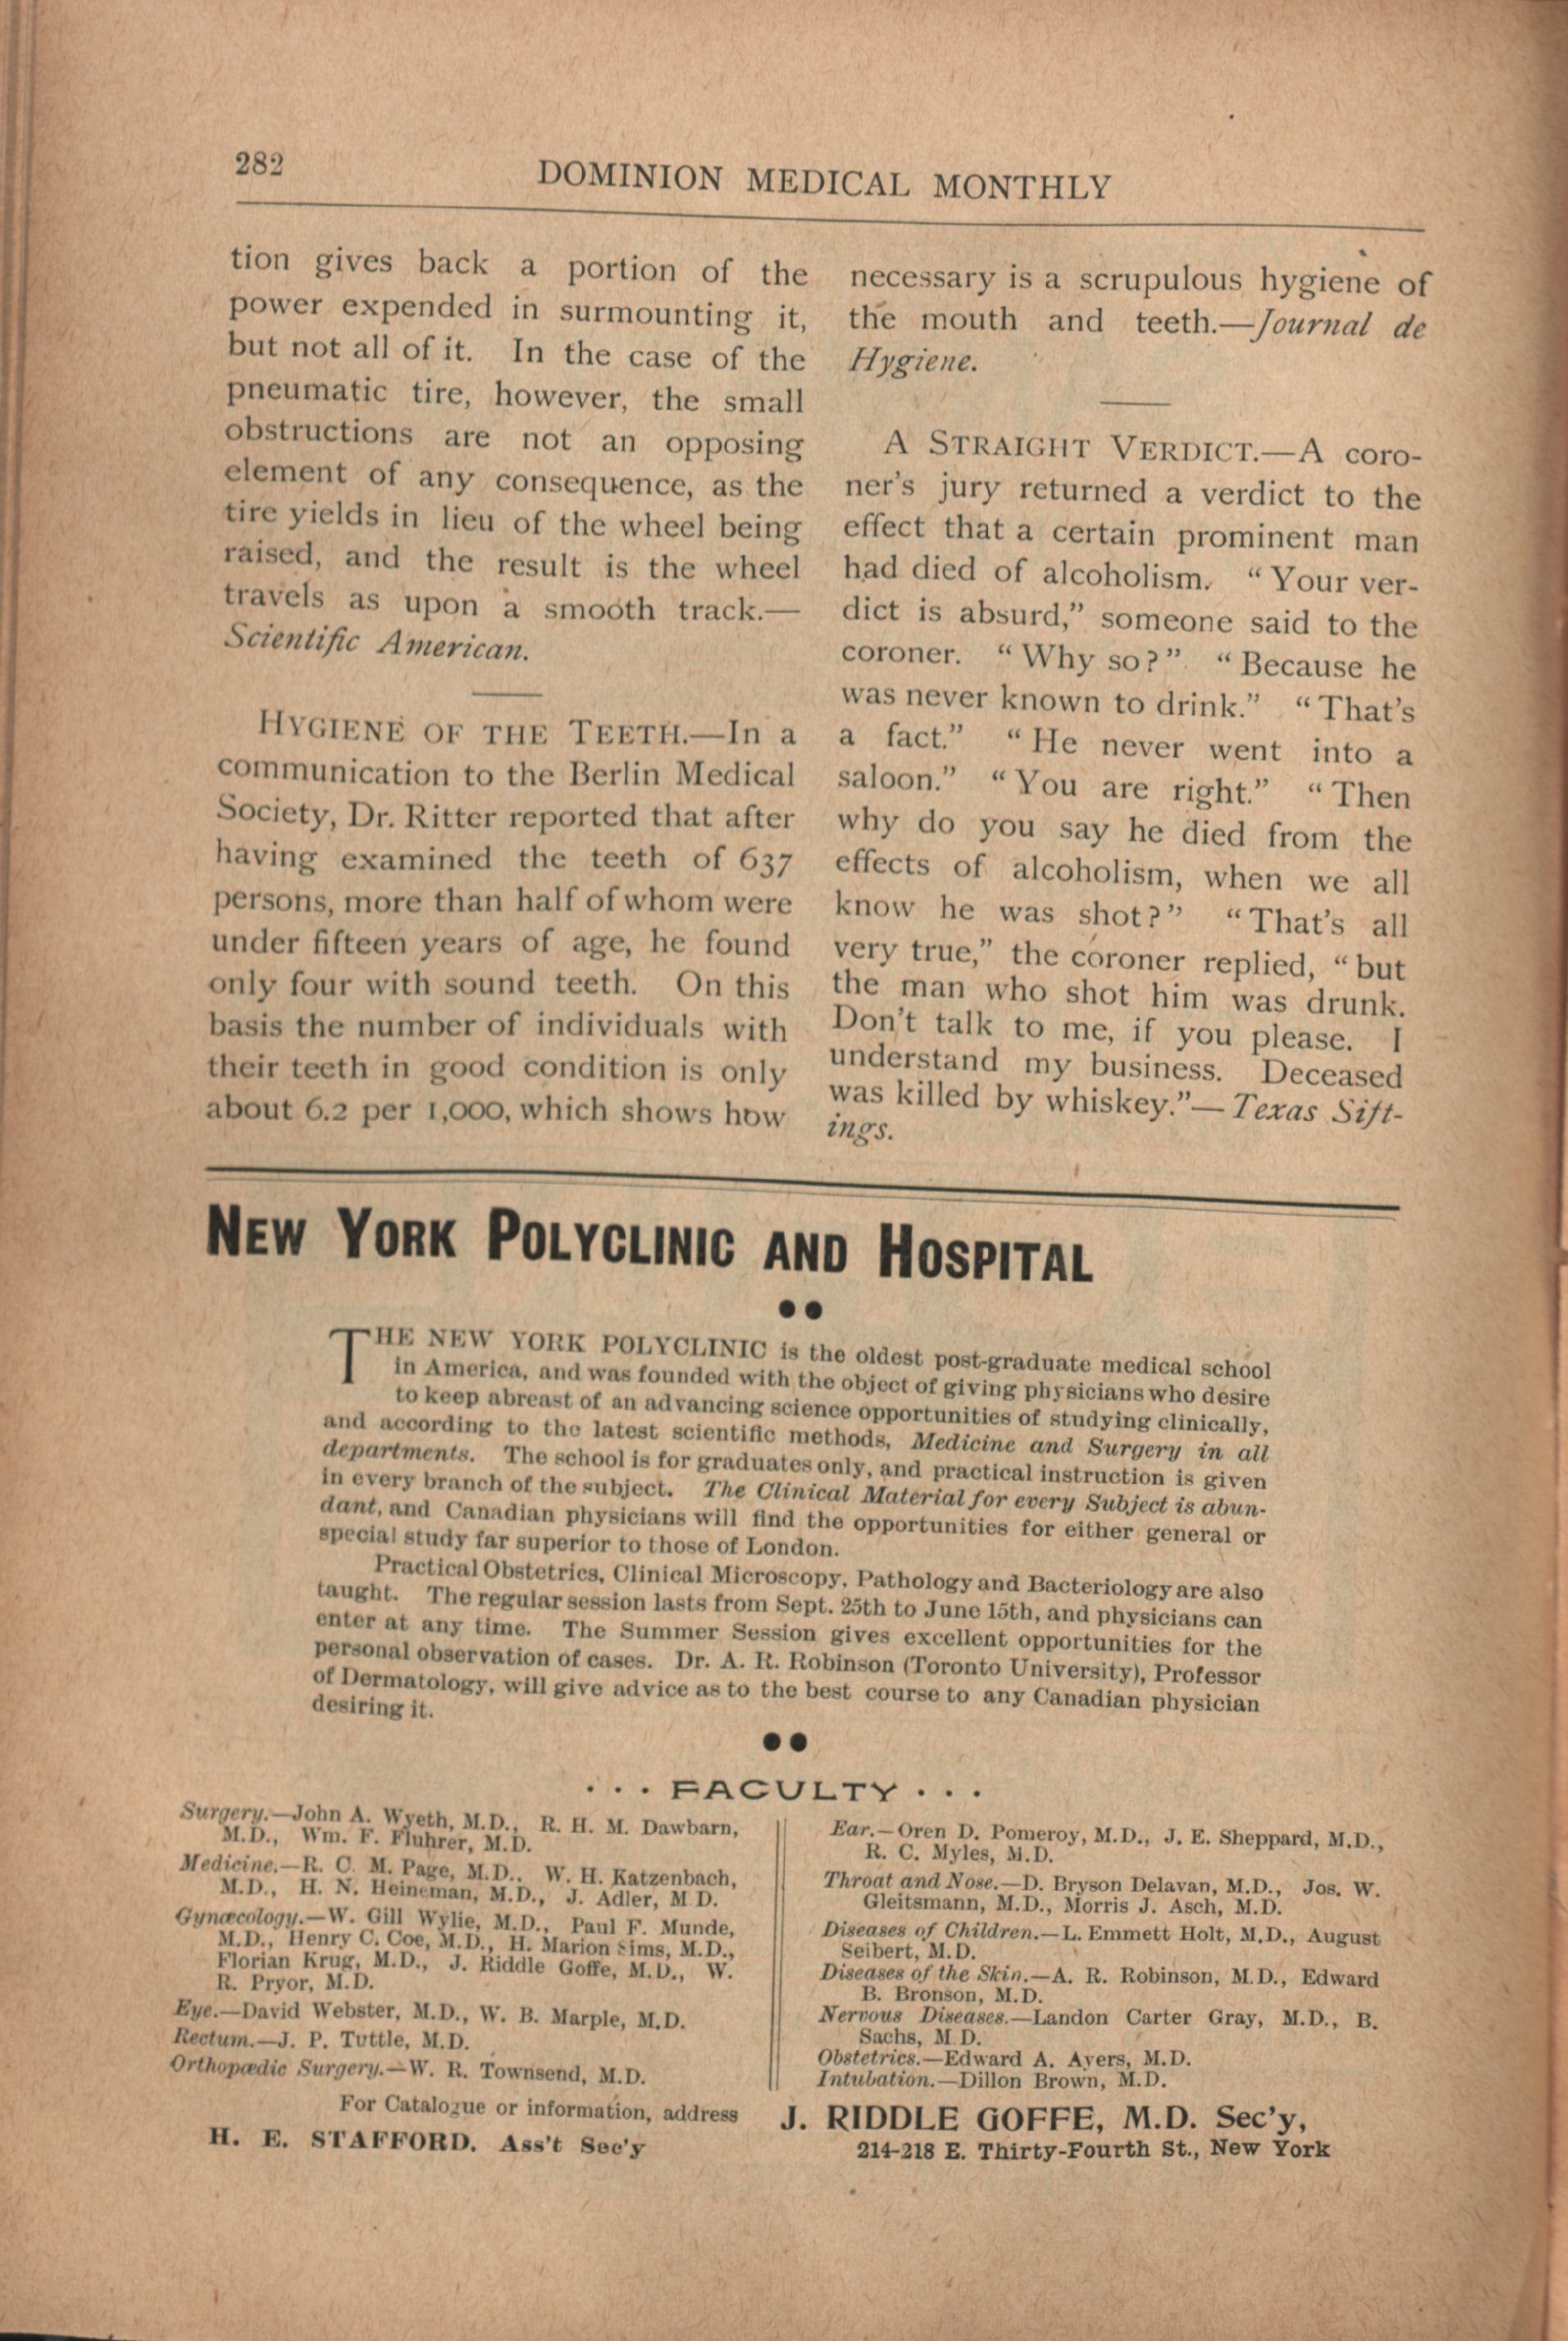 282
DOMINION MEDICAL MONTHLY
tion gives back a portion of the
power expended in surmounting it,
but not all of it. In the case of the
pneumatic tire, however, the small
obstructions are not an opposing
element of any consequence, as the
tire yields in lieu of the wheel being
raised, and the result is the wheel
travels as upon a smooth track.—
Scientific American.
HYGIENE OF THE TEETH.—In a
communication to the Berlin Medical
Society, Dr. Ritter reported that after
having examined the teeth of 637
persons, more than half of whom were
under fifteen years of age, he found
only four with sound teeth. On this
basis the number of individuals with
their teeth in good condition is only
about 6.2 per 1,000, which shows how
necessary is a scrupulous hygiene of
the mouth and teeth.—Journal de
Hygiene.
A STRAIGHT VERDICT.—A coro-
ner's jury returned a verdict to the
effect that a certain prominent man
had died of alcoholism. "Your ver-
dict is absurd," someone said to the
coroner. "Why so?" "Because he
was never known to drink." "That's
a fact." "He never went into a
saloon." "You are right." "Then
why do you say he died from the
effects of alcoholism, when we all
know he was shot?" "That's all
very true," the coroner replied, "but
the man who shot him was drunk.
Don't talk to me, if you please. I
understand my business. Deceased
was killed by whiskey."—Texas Sift-
ings.
NEW YORK POLYCLINIC AND HOSPITAL
THE NEW YORK POLYCLINIC is the oldest post-graduate medical school
in America, and was founded with the object of giving physicians who desire
to keep abreast of an advancing science opportunities of studying clinically,
and according to the latest scientific methods, Medicine and Surgery in all
departments. The school is for graduates only, and practical instruction is given
in every branch of the subject. The Clinical Material for every Subject is abun-
dant, and Canadian physicians will find the opportunities for either general or
special study far superior to those of London.
Practical Obstetrics, Clinical Microscopy, Pathology and Bacteriology are also
taught. The regular session lasts from Sept. 25th to June 15th, and physicians can
enter at any time. The Summer Session gives excellent opportunities for the
personal observation of cases. Dr. A. R. Robinson (Toronto University), Professor
of Dermatology, will give advice as to the best course to any Canadian physician
desiring it.
. . . FACULTY . . .
Surgery.—John A. Wyeth, M.D., R. H. M. Dawbarn,
M.D., Wm. F. Fluhrer, M.D.
Medicine.—R. C. M. Page, M.D., W. H. Katzenbach,
M.D., H. N. Heineman, M.D., J. Adler, M D.
Gynæcology.—W. Gill Wylie, M.D., Paul F. Munde,
M.D., Henry C. Coe, M.D., H. Marion Sims, M.D.,
Florian Krug, M.D., J. Riddle Goffe, M.D., W.
R. Pryor, M.D.
Eye.—David Webster, M.D., W. B. Marple, M.D.
Rectum.—J. P. Tuttle, M.D.
Orthopædic Surgery.—W. R. Townsend, M.D.
Ear.—Oren D. Pomeroy, M.D., J. E. Sheppard, M.D.,
R. C. Myles, M.D.
Throat and Nose.—D. Bryson Delavan, M.D., Jos. W.
Gleitsmann, M.D., Morris J. Asch, M.D.
Diseases of Children.—L. Emmett Holt, M.D., August
Seibert, M.D.
Diseases of the Skin.—A. R. Robinson, M.D., Edward
B. Bronson, M.D.
Nervous Diseases.—Landon Carter Gray, M.D., B.
Sachs, M D.
Obstetrics.—Edward A. Ayers, M.D.
Intubation.—Dillon Brown, M.D.
For Catalogue or information, address J. RIDDLE GOFFE, M.D. Sec'y,
H. E. STAFFORD. Ass't Sec'y
214-218 E. Thirty-Fourth St., New York